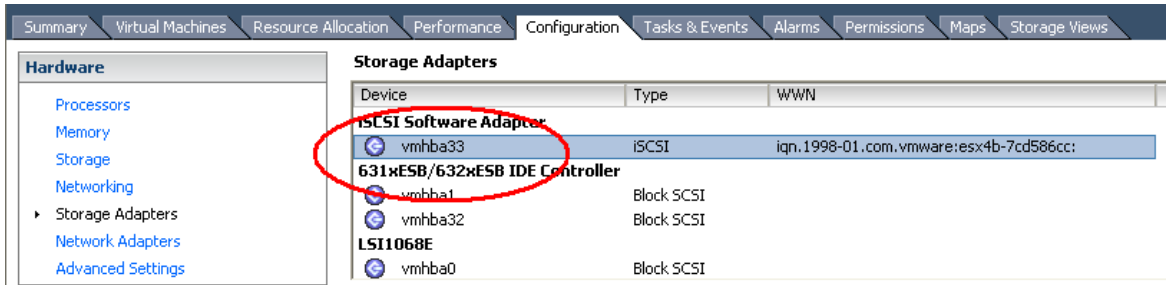 Summary Virtual Machines Resource Allocation Performance Configuration Tasks & Events Alarms Permissions Maps Storage Views
Hardware
Processors
Memory
Storage
Networking
Storage Adapters
Network Adapters
Advanced Settings
Storage Adapters
Device Type WWN
iSCSI Software Adapter
vmhba33 iSCSI iqn.1998-01.com.vmware:esx4b-7cd586cc:
631xESB/632xESB IDE Controller
vmhba1 Block SCSI
vmhba32 Block SCSI
LSI1068E
vmhba0 Block SCSI